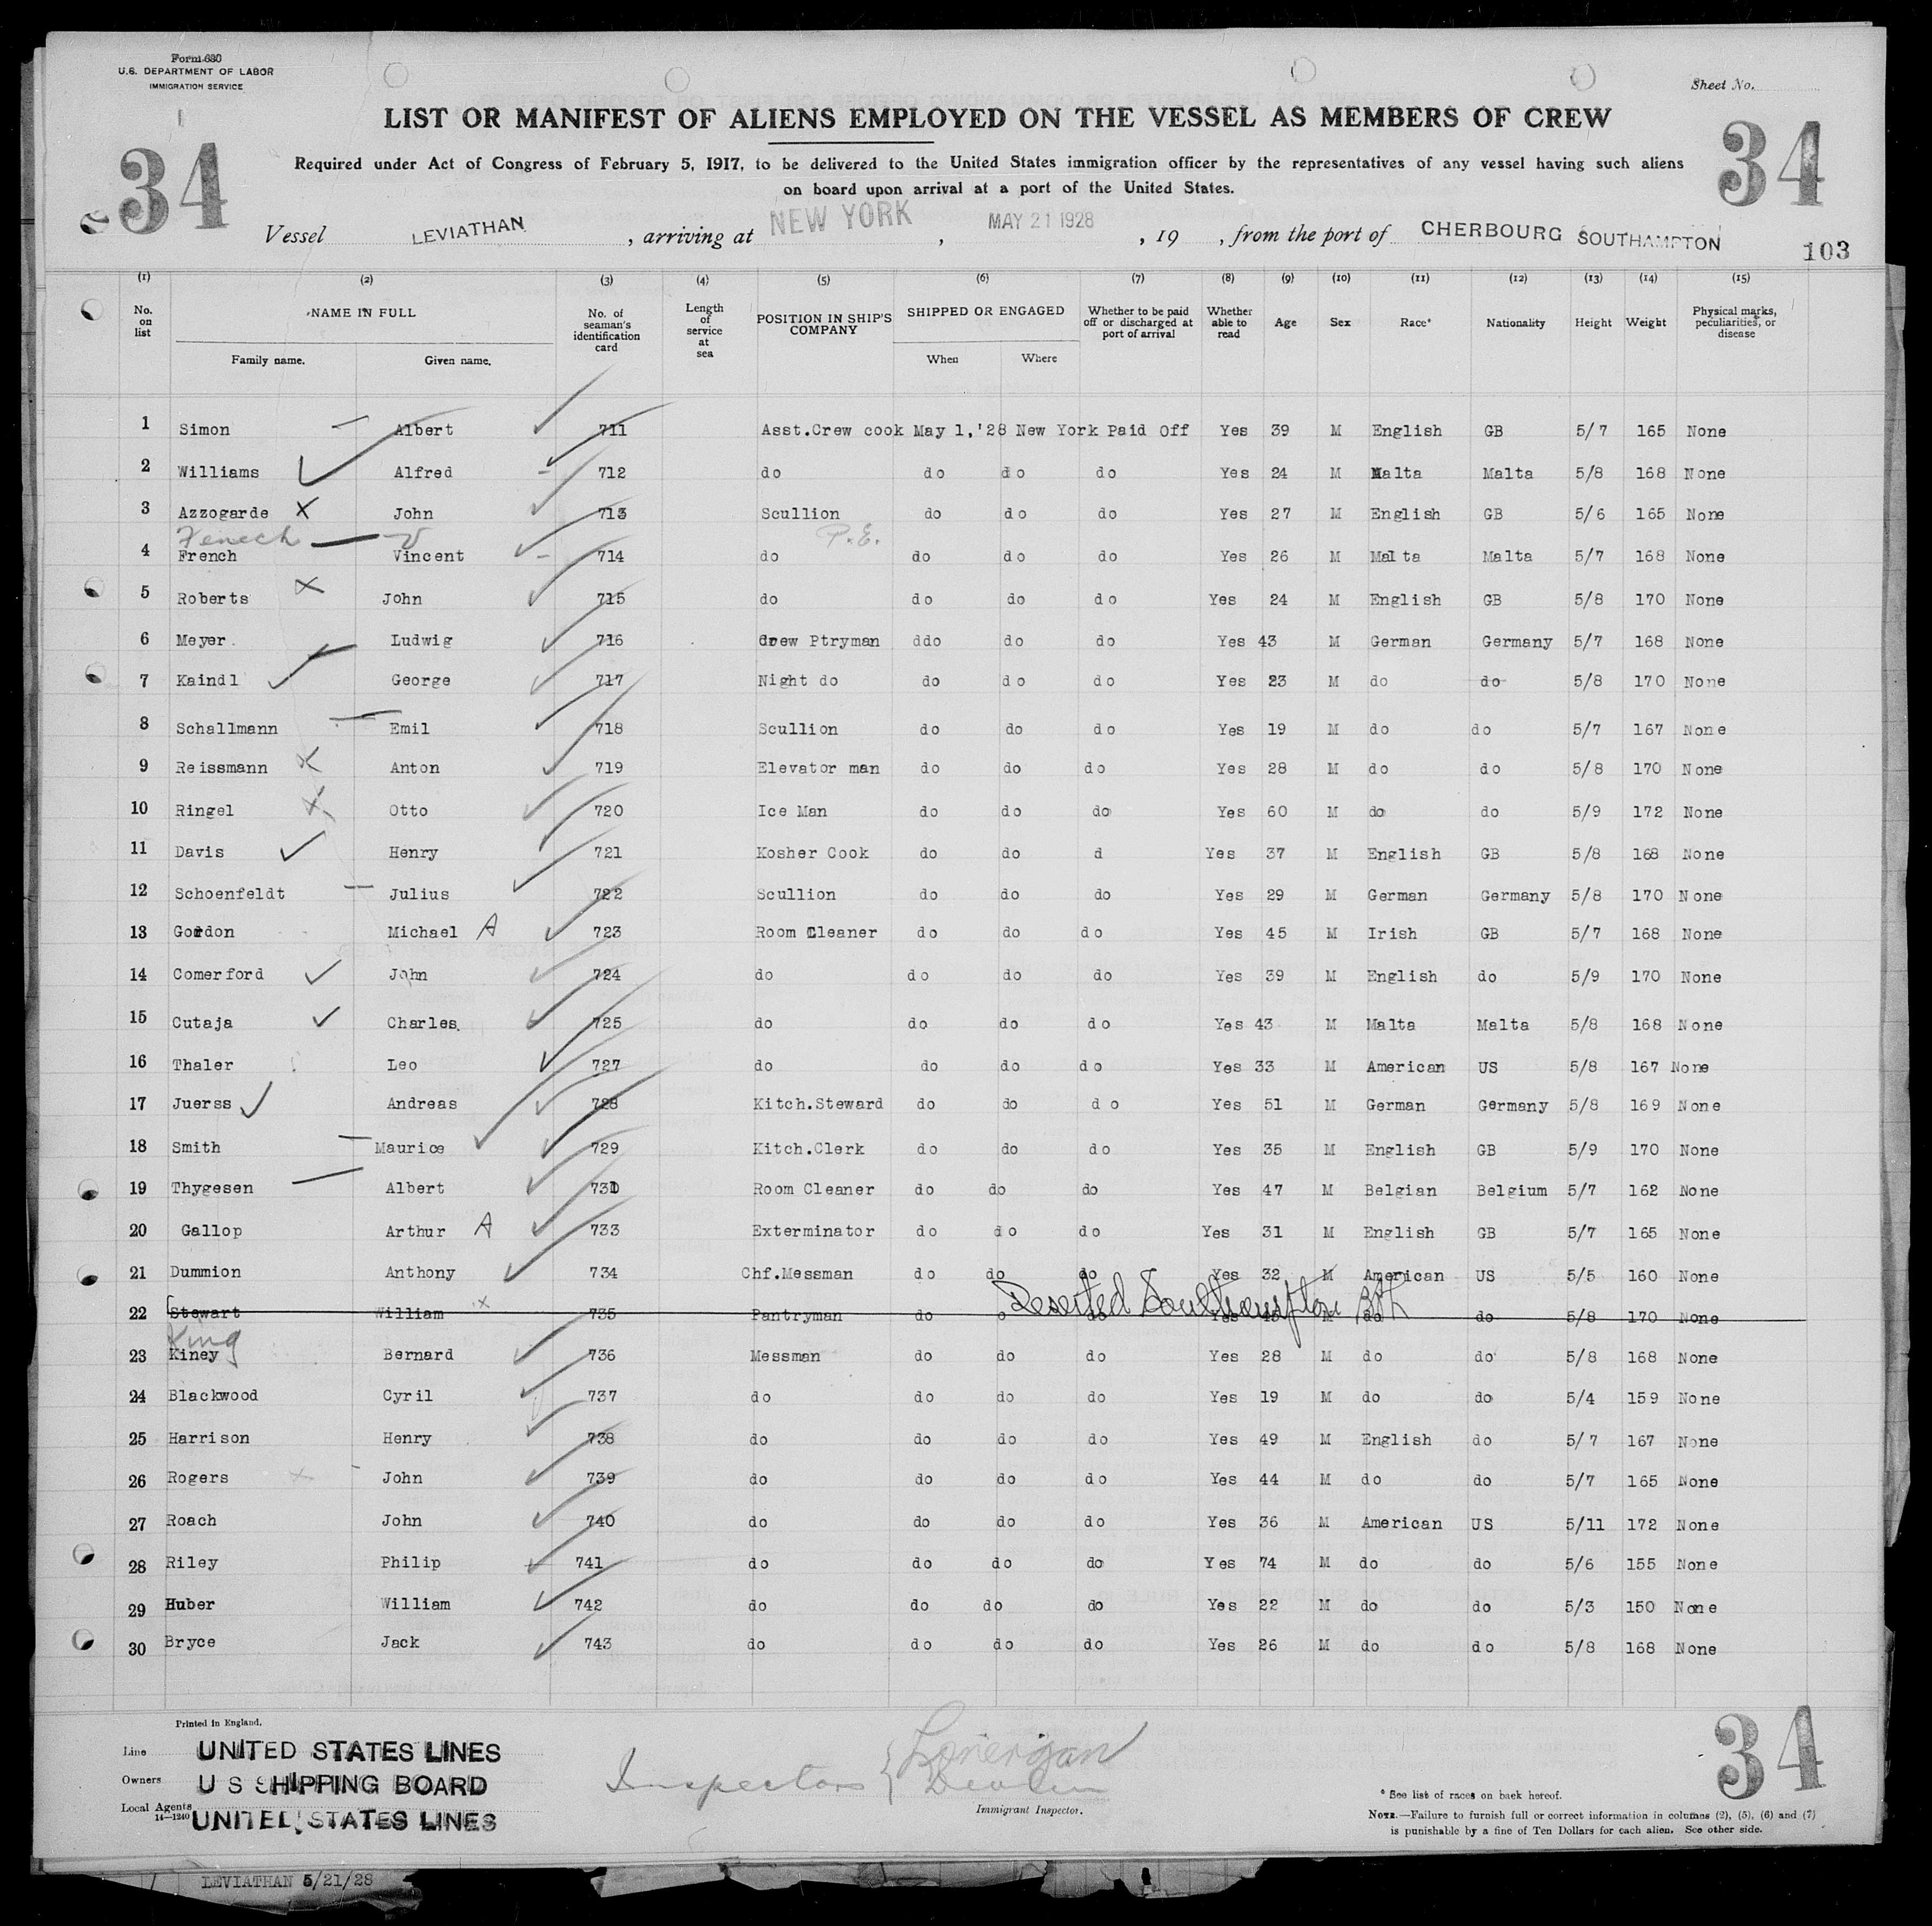 Form 680
U.S. DEPARTMENT OF LABOR
IMMIGRATION SERVICE
Sheet No.
LIST OR MANIFEST OF ALIENS EMPLOYED ON THE VESSEL AS MEMBERS OF CREW
34 34
Required under Act of Congress of February 5, 1917, to be delivered to the United States immigration officer by the representatives of any vessel having such aliens
on board upon arrival at a port of the United States.
Vessel LEVIATHAN , arriving at NEW YORK , MAY 21 1928 , 19 , from the port of CHERBOURG SOUTHAMPTON 103
(1) (2) (3) (4) (5) (6) (7) (8) (9) (10) (11) (12) (13) (14) (15)
No. on list NAME IN FULL Family name. Given name. No. of seaman's identification card Length of service at sea POSITION IN SHIP'S COMPANY SHIPPED OR ENGAGED When Where Whether to be paid off or discharged at port of arrival Whether able to read Age Sex Race* Nationality Height Weight Physical marks, peculiarities, or disease
1 Simon Albert 711 Asst.Crew cook May 1,'28 New York Paid Off Yes 39 M English GB 5/7 165 None
2 Williams Alfred 712 do do do do Yes 24 M Malta Malta 5/8 168 None
3 Azzogarde X John 713 Scullion do do do Yes 27 M English GB 5/6 165 None
Fenech V P.E.
4 French Vincent 714 do do do do Yes 26 M Malta Malta 5/7 168 None
5 Roberts X John 715 do do do do Yes 24 M English GB 5/8 170 None
6 Meyer. Ludwig 716 Crew Ptryman ddo do do Yes 43 M German Germany 5/7 168 None
7 Kaindl George 717 Night do do do do Yes 23 M do do 5/8 170 None
8 Schallmann Emil 718 Scullion do do do Yes 19 M do do 5/7 167 None
9 Reissmann X Anton 719 Elevator man do do do Yes 28 M do do 5/8 170 None
10 Ringel X Otto 720 Ice Man do do do Yes 60 M do do 5/9 172 None
11 Davis Henry 721 Kosher Cook do do d Yes 37 M English GB 5/8 168 None
12 Schoenfeldt Julius 722 Scullion do do do Yes 29 M German Germany 5/8 170 None
13 Gordon Michael A 723 Room Cleaner do do do Yes 45 M Irish GB 5/7 168 None
14 Comerford John 724 do do do do Yes 39 M English do 5/9 170 None
15 Cutaja Charles. 725 do do do do Yes 43 M Malta Malta 5/8 168 None
16 Thaler Leo 727 do do do do Yes 33 M American US 5/8 167 None
17 Juerss Andreas 728 Kitch.Steward do do do Yes 51 M German Germany 5/8 169 None
18 Smith Maurice 729 Kitch.Clerk do do do Yes 35 M English GB 5/9 170 None
19 Thygesen Albert 731 Room Cleaner do do do Yes 47 M Belgian Belgium 5/7 162 None
20 Gallop Arthur A 733 Exterminator do do do Yes 31 M English GB 5/7 165 None
21 Dummion Anthony 734 Chf.Messman do do do Yes 32 M American US 5/5 160 None
Deserted Southampton
22 Stewart William X 735 Pantryman do o do Yes M do do 5/8 170 None
King
23 Kiney Bernard 736 Messman do do do Yes 28 M do do 5/8 168 None
24 Blackwood Cyril 737 do do do do Yes 19 M do do 5/4 159 None
25 Harrison Henry 738 do do do do Yes 49 M English do 5/7 167 None
26 Rogers X John 739 do do do do Yes 44 M do do 5/7 165 None
27 Roach John 740 do do do do Yes 36 M American US 5/11 172 None
28 Riley Philip 741 do do do do Yes 74 M do do 5/6 155 None
29 Huber William 742 do do do do Yes 22 M do do 5/3 150 None
30 Bryce Jack 743 do do do do Yes 26 M do do 5/8 168 None
Printed in England.
Line UNITED STATES LINES
Owners U S SHIPPING BOARD
Local Agents UNITED STATES LINES
14—1240
Inspectors { Lonergan
Devlin
Immigrant Inspector.
34
* See list of races on back hereof.
NOTE.—Failure to furnish full or correct information in columns (2), (5), (6) and (7)
is punishable by a fine of Ten Dollars for each alien. See other side.
LEVIATHAN 5/21/28